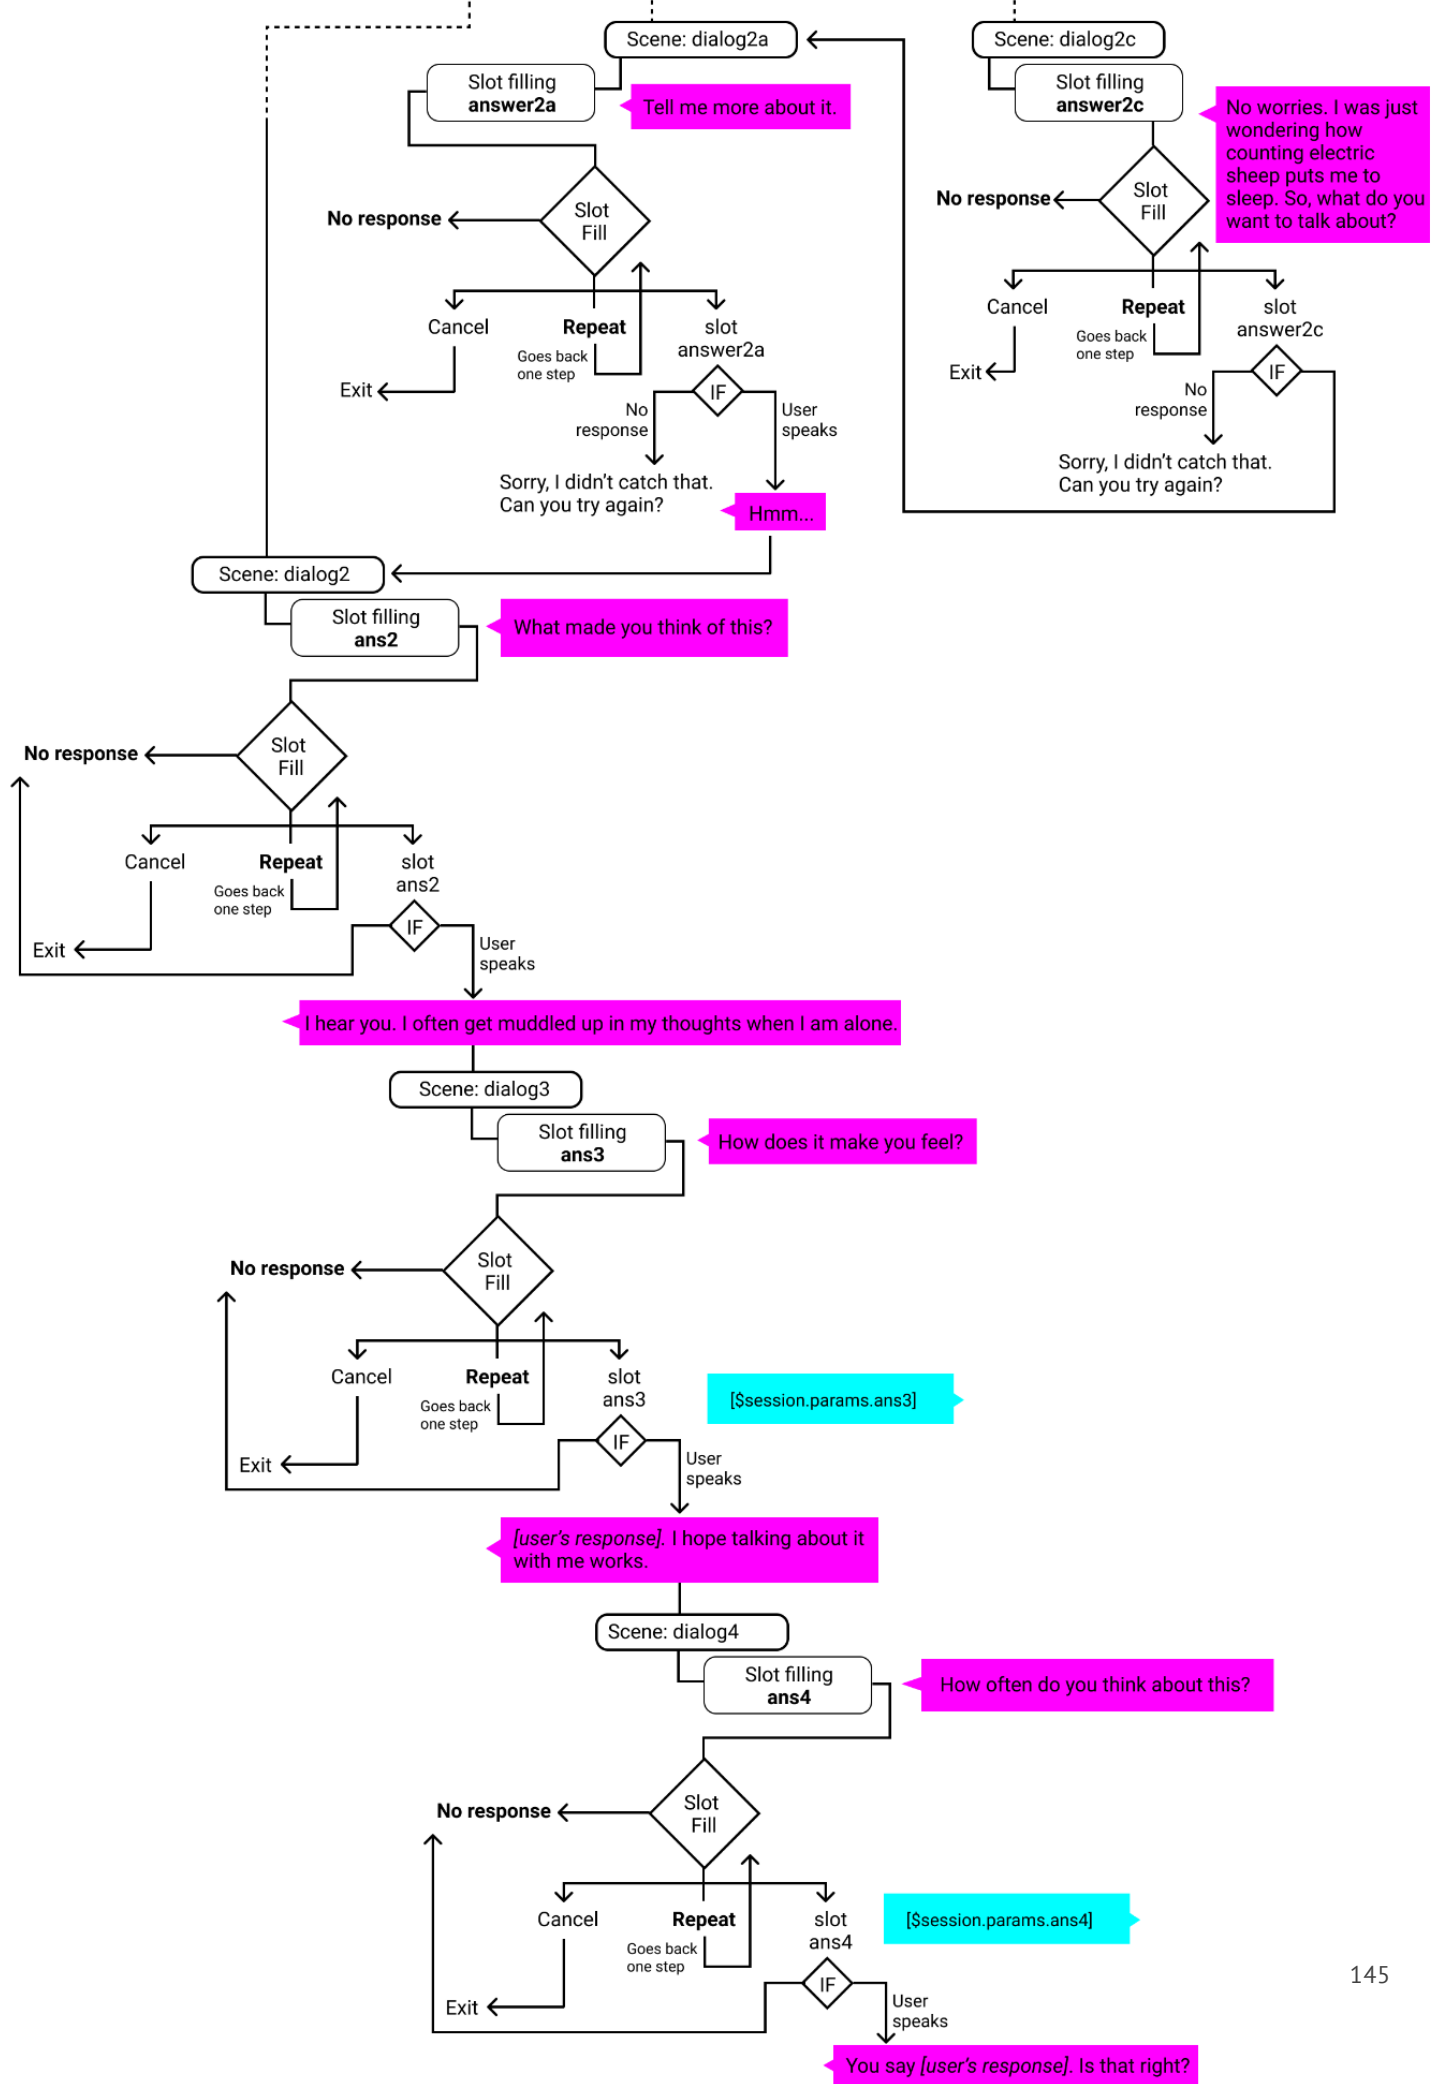 Scene: dialog2a
Slot filling
answer2a
Tell me more about it.
Slot
Fill
No response
Cancel
Repeat
Goes back
one step
slot
answer2a
Exit
IF
No
response
User
speaks
Sorry, I didn't catch that.
Can you try again?
Hmm...
Scene: dialog2c
Slot filling
answer2c
No worries. I was just
wondering how
counting electric
sheep puts me to
sleep. So, what do you
want to talk about?
Slot
Fill
No response
Cancel
Repeat
Goes back
one step
slot
answer2c
Exit
IF
No
response
Sorry, I didn't catch that.
Can you try again?
Scene: dialog2
Slot filling
ans2
What made you think of this?
Slot
Fill
No response
Cancel
Repeat
Goes back
one step
slot
ans2
Exit
IF
User
speaks
I hear you. I often get muddled up in my thoughts when I am alone.
Scene: dialog3
Slot filling
ans3
How does it make you feel?
Slot
Fill
No response
Cancel
Repeat
Goes back
one step
slot
ans3
[$session.params.ans3]
Exit
IF
User
speaks
[user's response]. I hope talking about it
with me works.
Scene: dialog4
Slot filling
ans4
How often do you think about this?
Slot
Fill
No response
Cancel
Repeat
Goes back
one step
slot
ans4
[$session.params.ans4]
Exit
IF
User
speaks
You say [user's response]. Is that right?
145